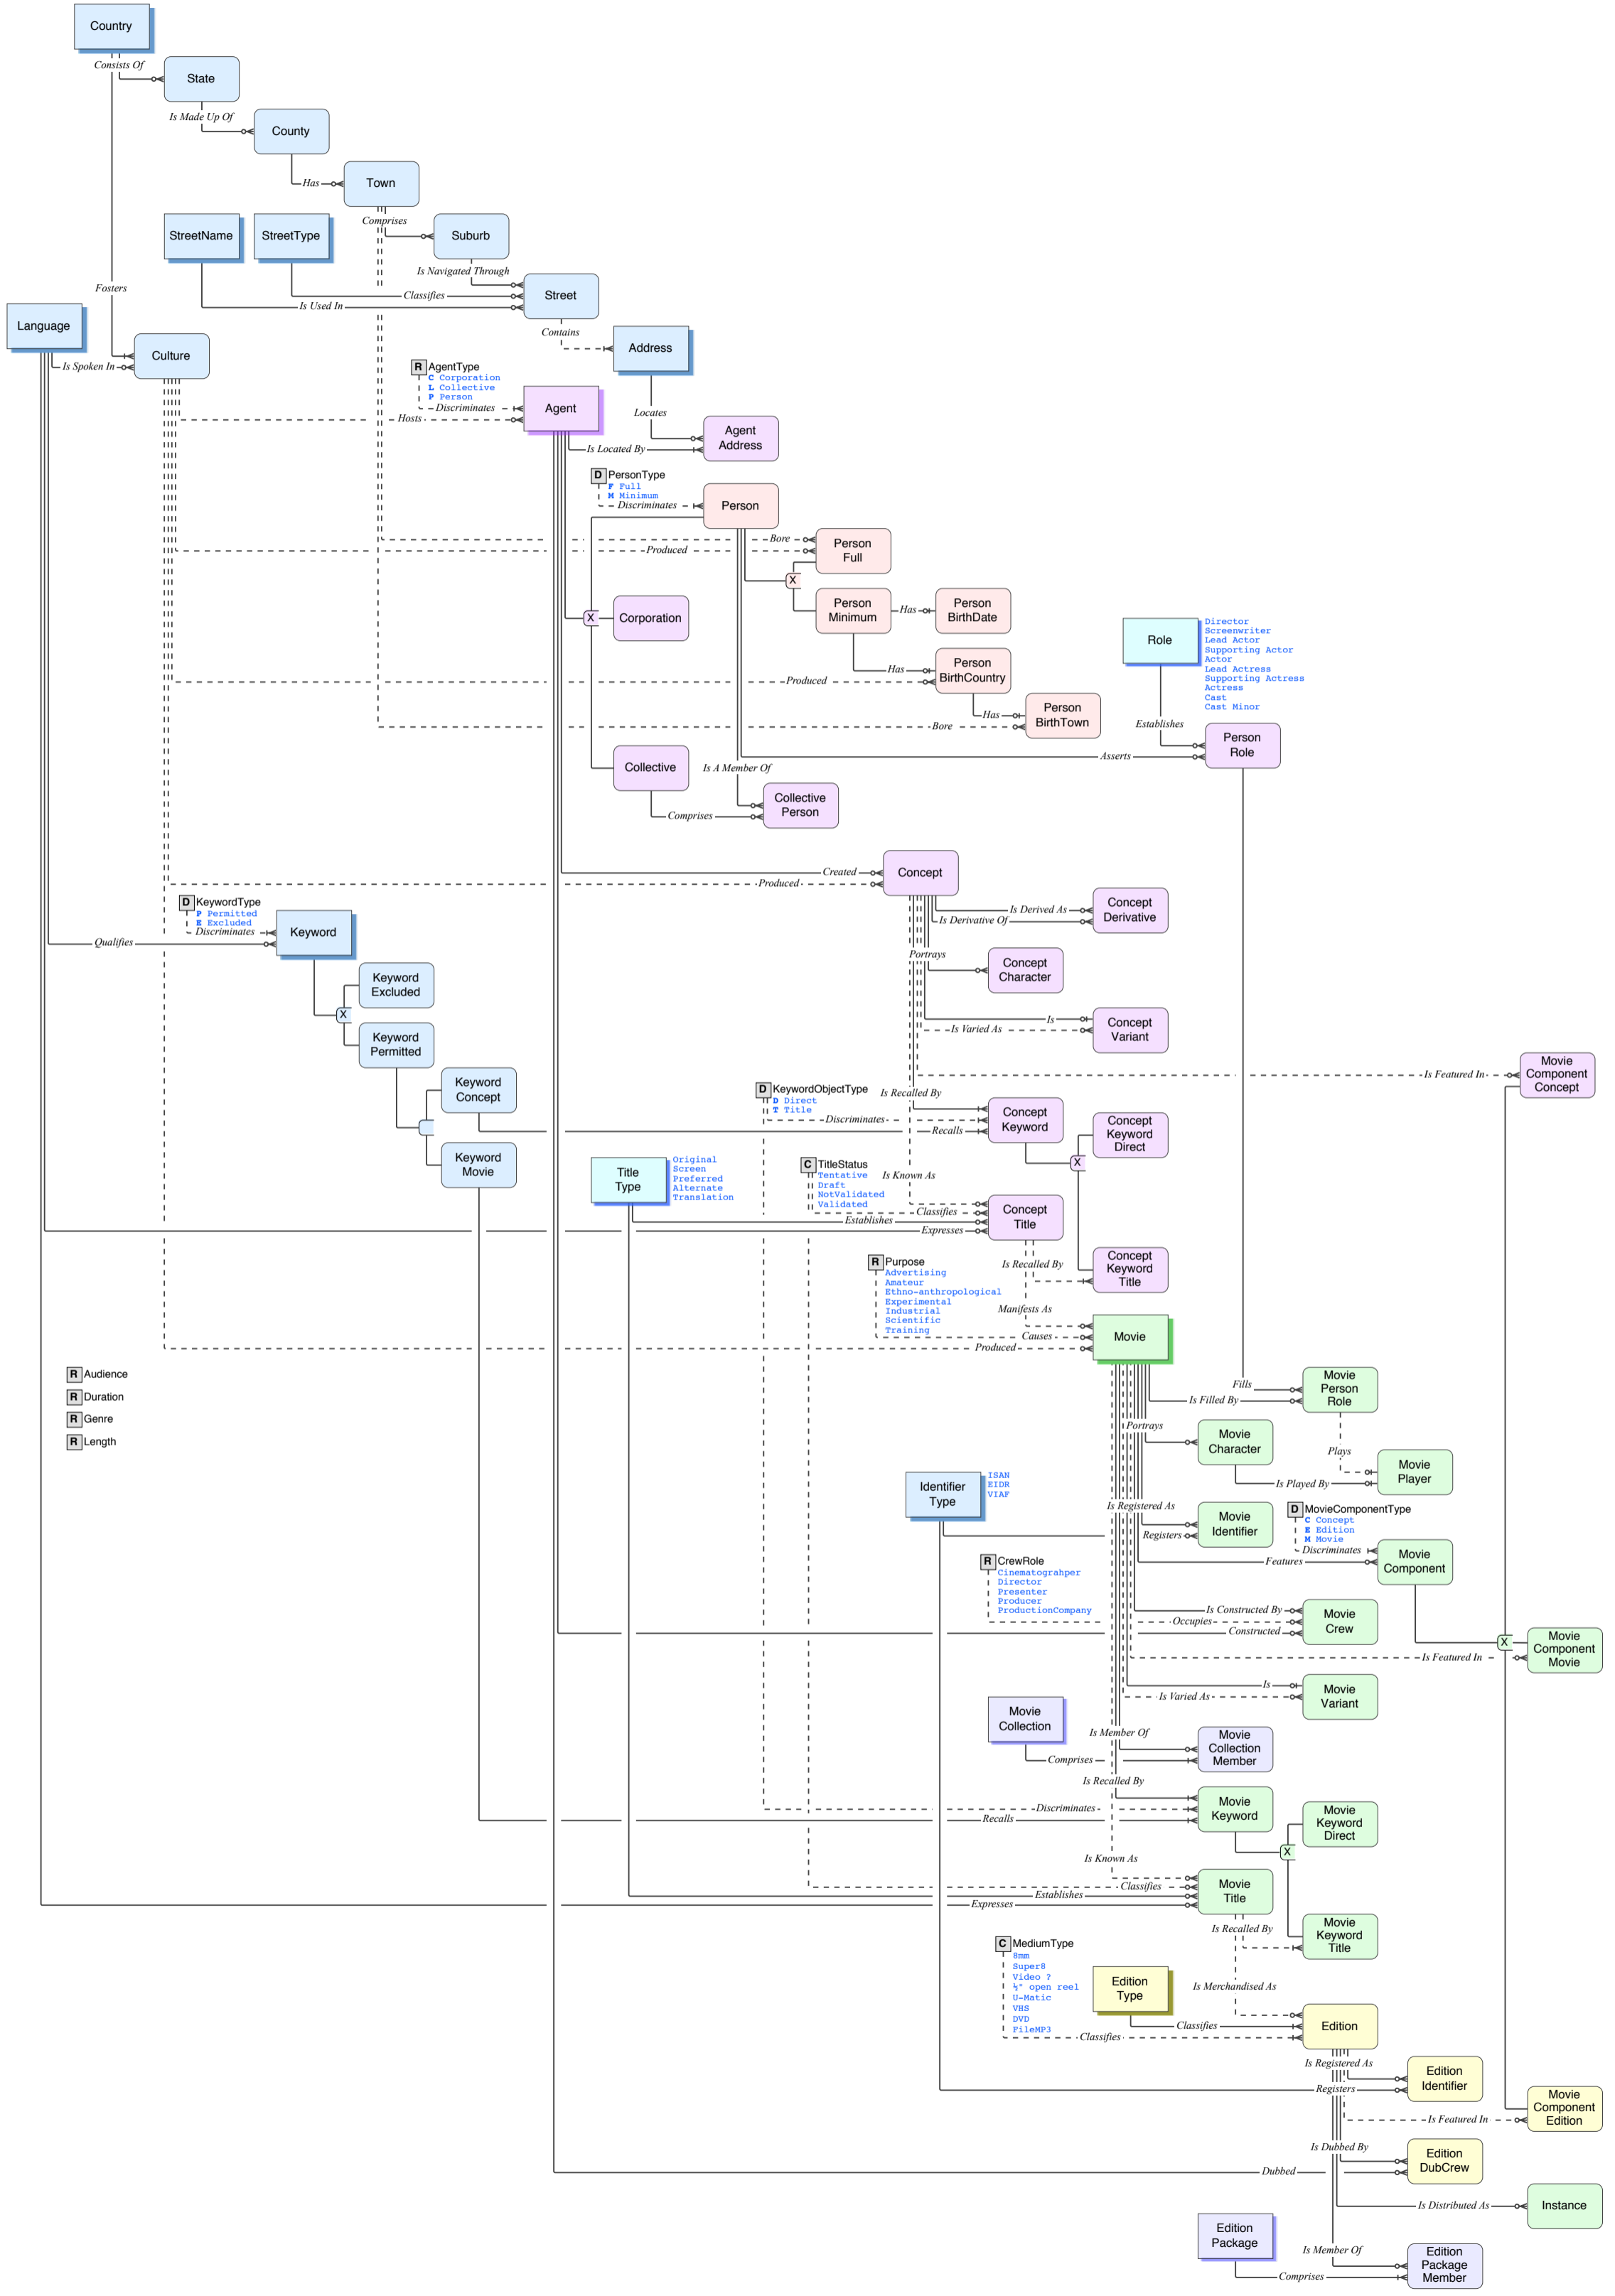 Country
Consists Of
State
Is Made Up Of
County
Has
Town
StreetName
StreetType
Comprises
Suburb
Is Navigated Through
Fosters
Classifies
Street
Is Used In
Language
Contains
Culture
Address
Is Spoken In
R AgentType
C Corporation
L Collective
P Person
Discriminates
Agent
Hosts
Locates
Agent
Address
Is Located By
D PersonType
F Full
M Minimum
Discriminates
Person
Bore
Produced
Person
Full
X
Person
Minimum
Has
Person
BirthDate
X
Corporation
Role
Director
Screenwriter
Lead Actor
Supporting Actor
Actor
Lead Actress
Supporting Actress
Actress
Cast
Cast Minor
Has
Person
BirthCountry
Produced
Has
Person
BirthTown
Bore
Establishes
Person
Role
Asserts
Collective
Is A Member Of
Collective
Person
Comprises
Created
Concept
Produced
D KeywordType
P Permitted
E Excluded
Discriminates
Keyword
Qualifies
Is Derived As
Is Derivative Of
Concept
Derivative
Portrays
Concept
Character
Keyword
Excluded
X
Keyword
Permitted
Is
Is Varied As
Concept
Variant
Keyword
Concept
Keyword
Movie
Is Featured In
Movie
Component
Concept
D KeywordObjectType
D Direct
T Title
Discriminates
Is Recalled By
Concept
Keyword
Recalls
Concept
Keyword
Direct
X
Title
Type
Original
Screen
Preferred
Alternate
Translation
C TitleStatus
Tentative
Draft
NotValidated
Validated
Is Known As
Classifies
Establishes
Expresses
Concept
Title
Is Recalled By
Concept
Keyword
Title
R Purpose
Advertising
Amateur
Ethno-anthropological
Experimental
Industrial
Scientific
Training
Manifests As
Causes
Produced
Movie
R Audience
R Duration
R Genre
R Length
Fills
Is Filled By
Movie
Person
Role
Portrays
Movie
Character
Plays
Is Played By
Movie
Player
Identifier
Type
ISAN
EIDR
VIAF
Is Registered As
Registers
Movie
Identifier
D MovieComponentType
C Concept
E Edition
M Movie
Discriminates
Features
Movie
Component
R CrewRole
Cinematograhper
Director
Presenter
Producer
ProductionCompany
Is Constructed By
Occupies
Constructed
Movie
Crew
X
Is Featured In
Movie
Component
Movie
Is
Is Varied As
Movie
Variant
Movie
Collection
Is Member Of
Comprises
Movie
Collection
Member
Is Recalled By
Discriminates
Recalls
Movie
Keyword
Movie
Keyword
Direct
X
Is Known As
Classifies
Establishes
Expresses
Movie
Title
Is Recalled By
Movie
Keyword
Title
C MediumType
8mm
Super8
Video ?
½" open reel
U-Matic
VHS
DVD
FileMP3
Edition
Type
Is Merchandised As
Classifies
Classifies
Edition
Is Registered As
Registers
Edition
Identifier
Is Featured In
Movie
Component
Edition
Is Dubbed By
Dubbed
Edition
DubCrew
Is Distributed As
Instance
Edition
Package
Is Member Of
Comprises
Edition
Package
Member